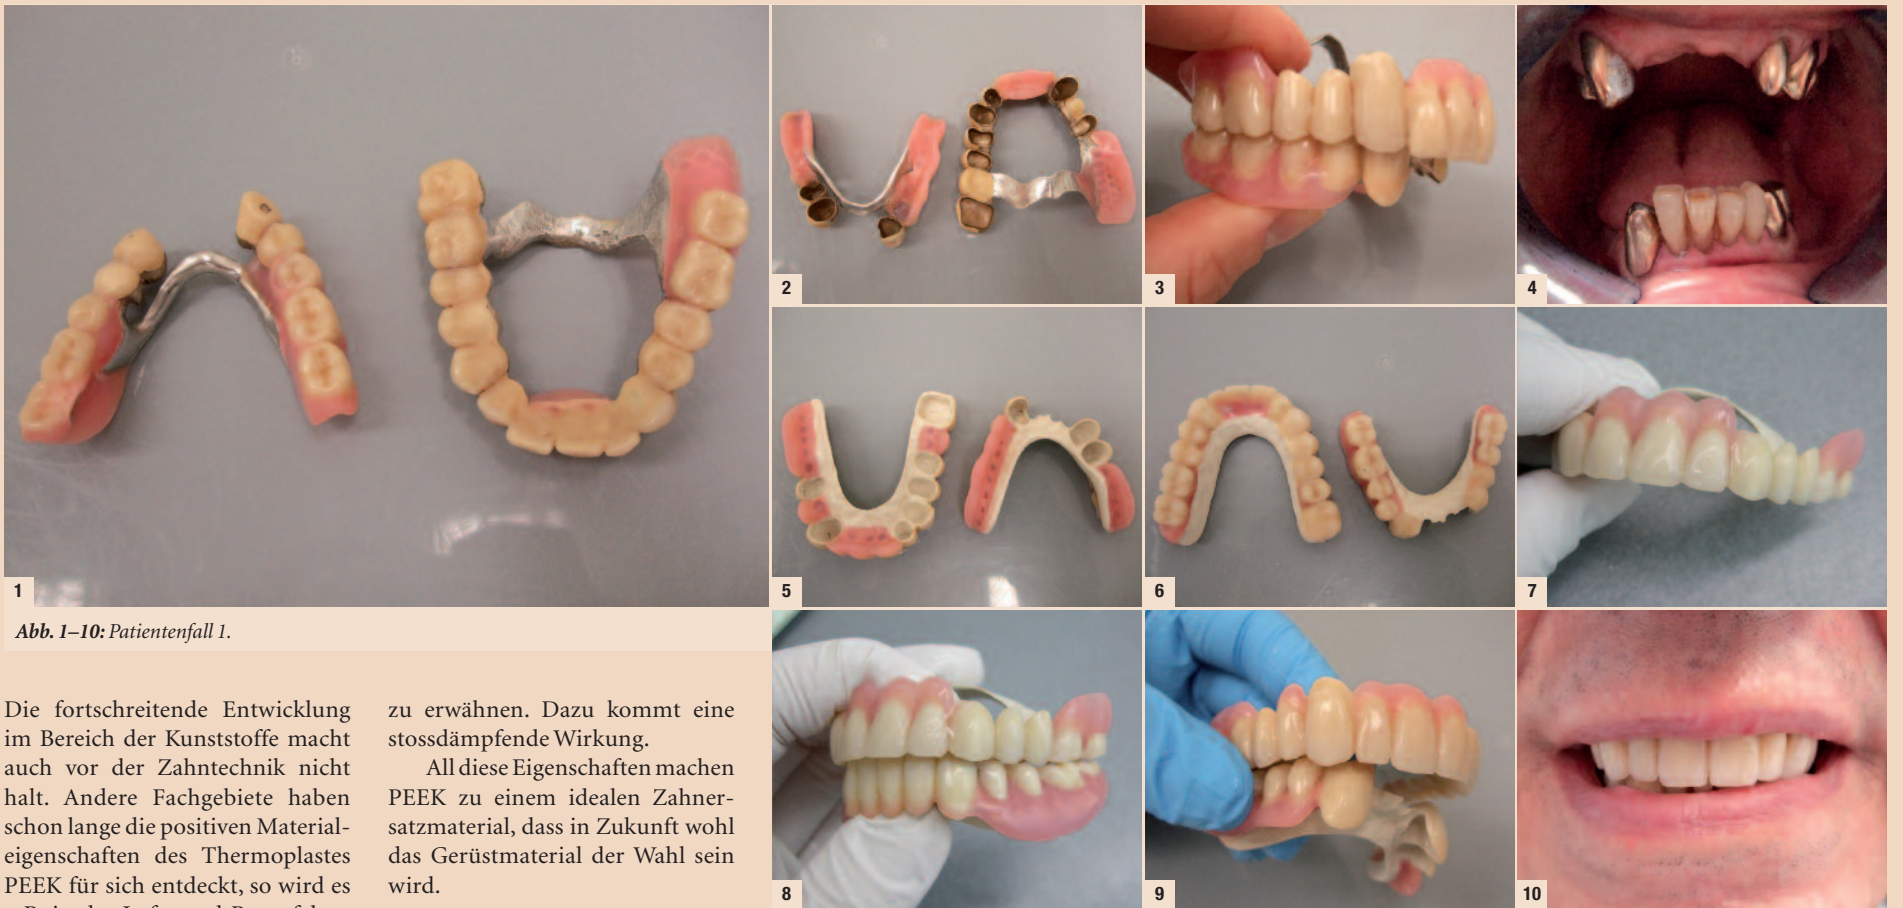 1
2
3
4
5
6
7
8
9
10
Abb. 1–10: Patientenfall 1.
Die fortschreitende Entwicklung
im Bereich der Kunststoffe macht
auch vor der Zahntechnik nicht
halt. Andere Fachgebiete haben
schon lange die positiven Material-
eigenschaften des Thermoplastes
PEEK für sich entdeckt, so wird es
zu erwähnen. Dazu kommt eine
stossdämpfende Wirkung.
All diese Eigenschaften machen
PEEK zu einem idealen Zahner-
satzmaterial, dass in Zukunft wohl
das Gerüstmaterial der Wahl sein
wird.